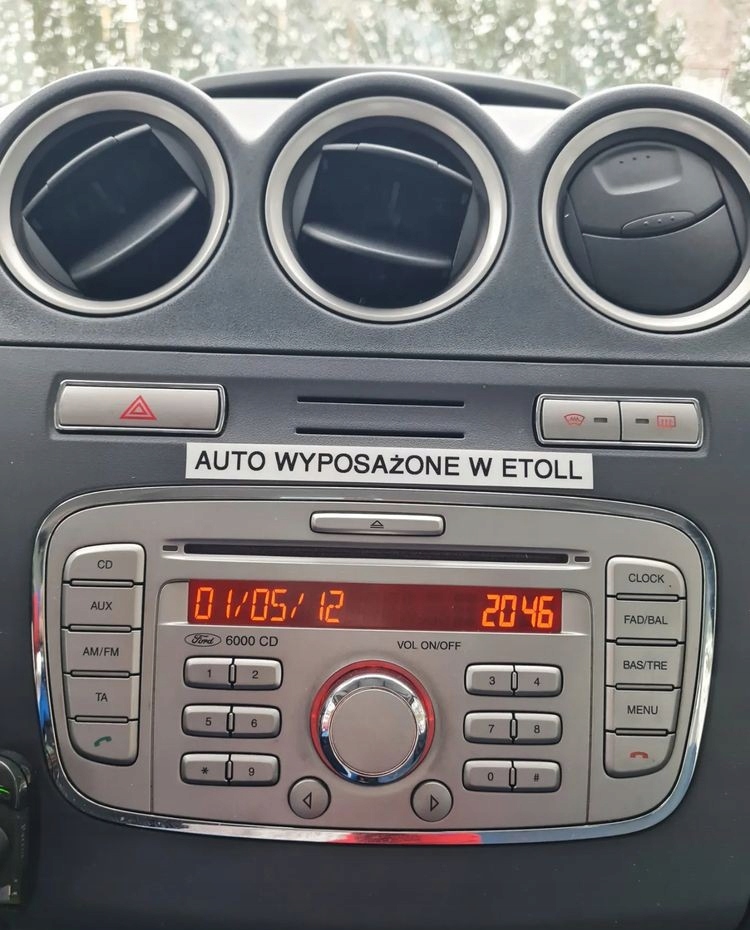 AUTO WYPOSAŻONE W ETOLL
CD
AUX
AM/FM
TA
CLOCK
FAD/BAL
BAS/TRE
MENU
01/05/12 2046
Ford 6000 CD
VOL ON/OFF
1 2
3 4
5 6
7 8
* 9
0 #